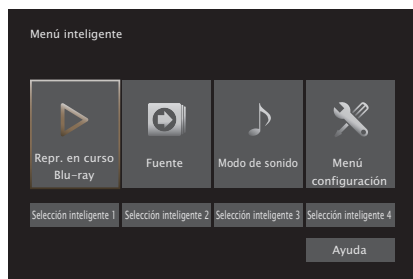 Menú inteligente
Repr. en curso
Blu-ray
Fuente
Modo de sonido
Menú
configuración
Selección inteligente 1
Selección inteligente 2
Selección inteligente 3
Selección inteligente 4
Ayuda